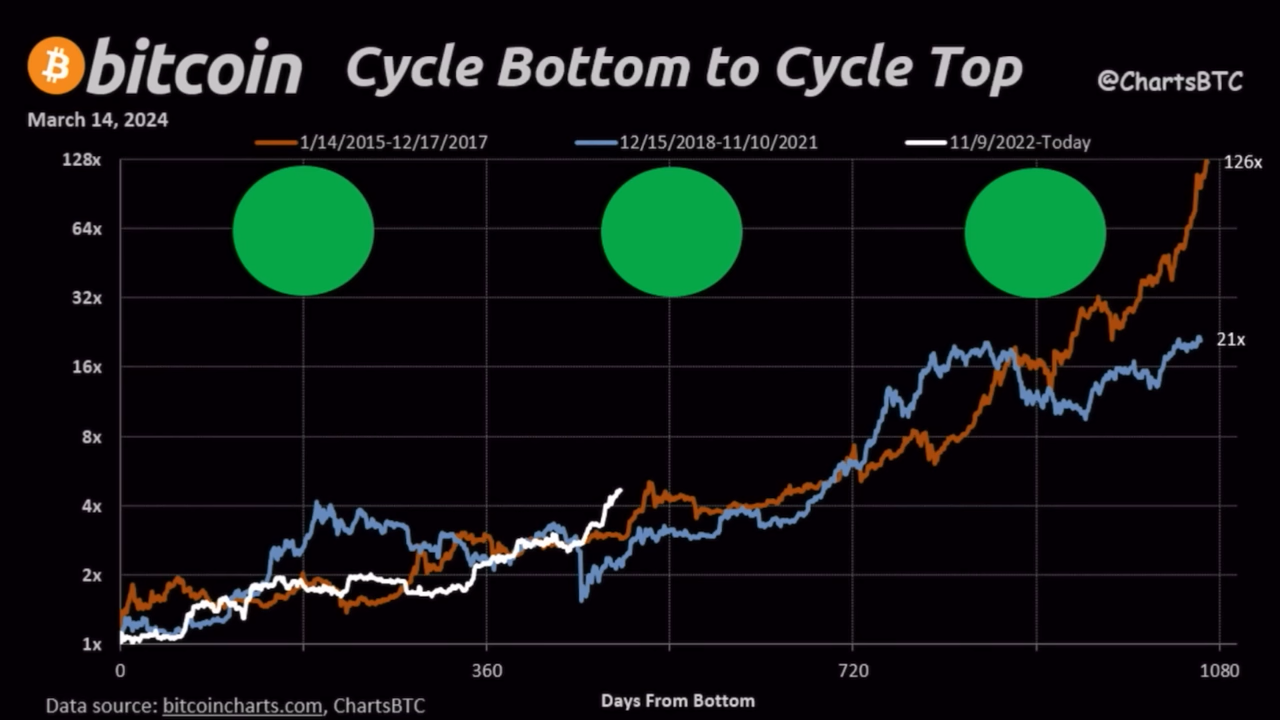 bitcoin Cycle Bottom to Cycle Top
@ChartsBTC
March 14, 2024
1/14/2015-12/17/2017 12/15/2018-11/10/2021 11/9/2022-Today
128x
126x
64x
32x
21x
16x
8x
4x
2x
1x
0 360 720 1080
Days From Bottom
Data source: bitcoincharts.com, ChartsBTC